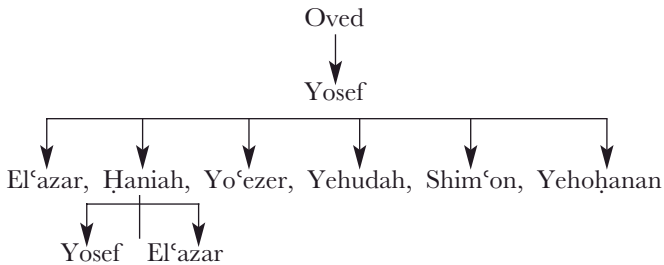 Oved
Yosef
Elʿazar, Ḥaniah, Yoʿezer, Yehudah, Shimʿon, Yehoḥanan
Yosef Elʿazar